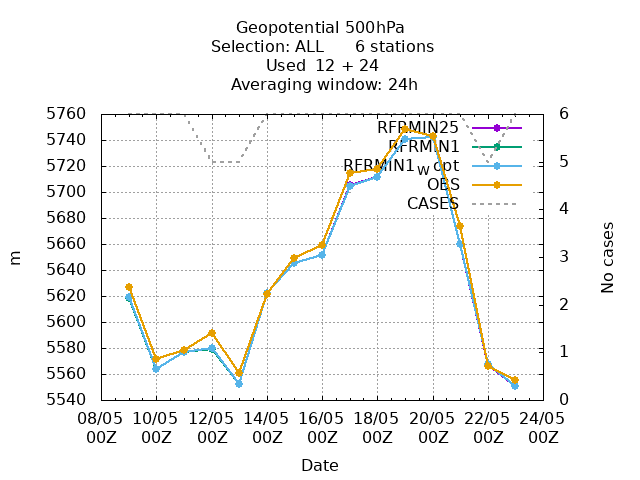 Geopotential 500hPa
Selection: ALL 6 stations
Used 12 + 24
Averaging window: 24h
5760
5740
5720
5700
5680
5660
5640
5620
5600
5580
5560
5540
m
6
5
4
3
2
1
0
No cases
RFRMIN25
RFRMIN1
RFRMIN1_w opt
OBS
CASES
08/05 10/05 12/05 14/05 16/05 18/05 20/05 22/05 24/05
00Z 00Z 00Z 00Z 00Z 00Z 00Z 00Z 00Z
Date